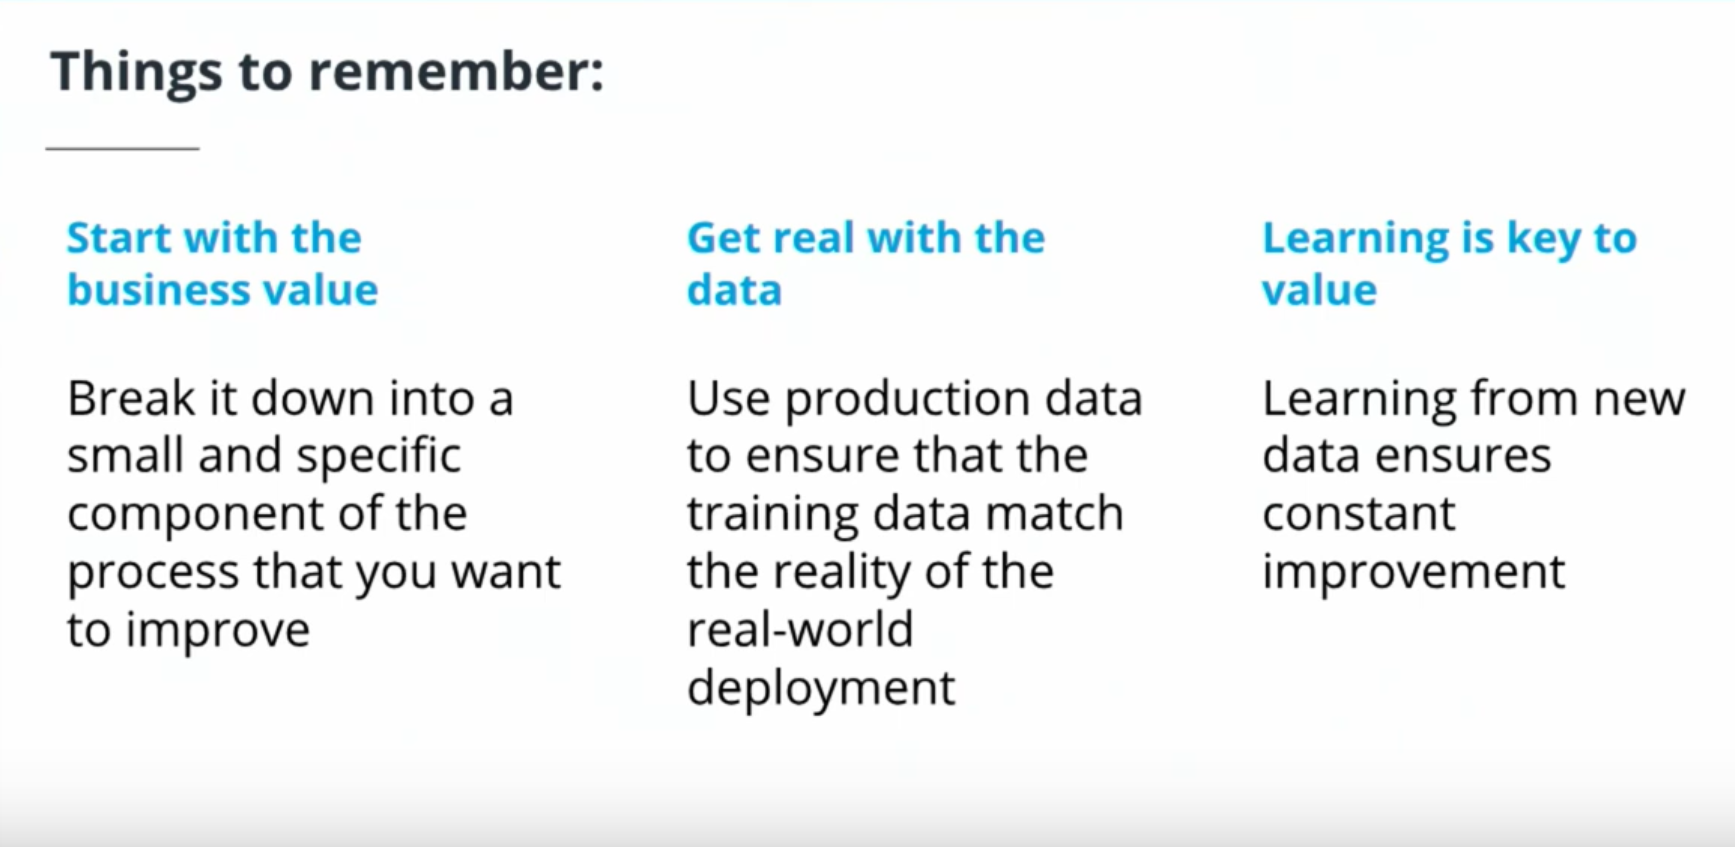 Things to remember:
Start with the
business value
Break it down into a
small and specific
component of the
process that you want
to improve
Get real with the
data
Use production data
to ensure that the
training data match
the reality of the
real-world
deployment
Learning is key to
value
Learning from new
data ensures
constant
improvement